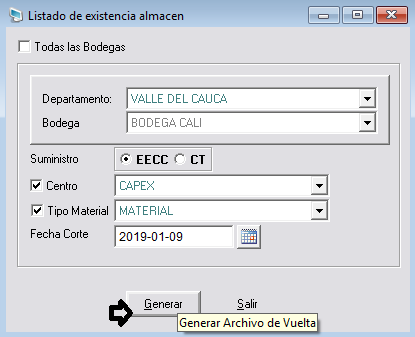 Listado de existencia almacen
Todas las Bodegas
Departamento: VALLE DEL CAUCA
Bodega BODEGA CALI
Suministro EECC CT
Centro CAPEX
Tipo Material MATERIAL
Fecha Corte 2019-01-09
Generar Salir
Generar Archivo de Vuelta